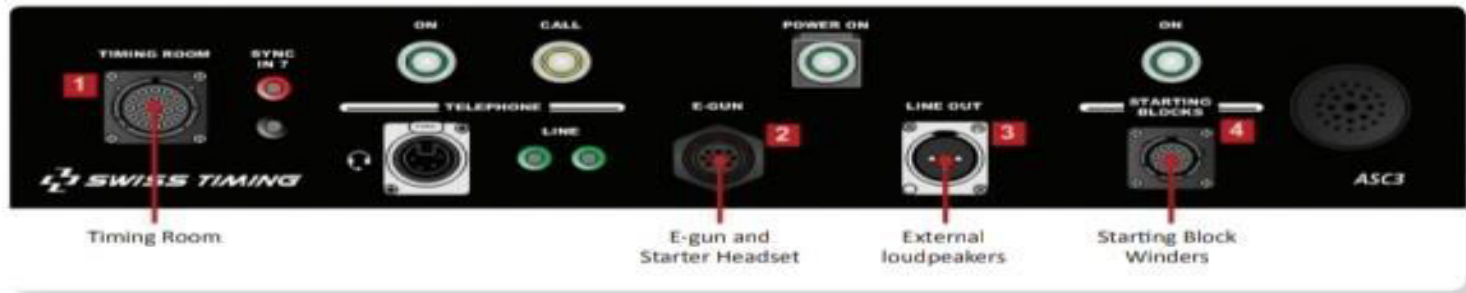 ON
CALL
POWER ON
ON
TIMING ROOM
SYNC
IN 7
1
TELEPHONE
E-GUN
LINE OUT
STARTING
BLOCKS
LINE
2
3
4
SWISS TIMING
ASC3
Timing Room
E-gun and
Starter Headset
External
loudpeakers
Starting Block
Winders